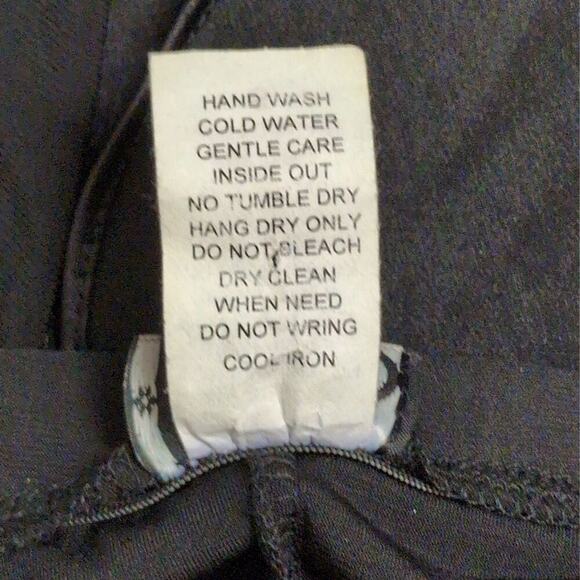 HAND WASH
COLD WATER
GENTLE CARE
INSIDE OUT
NO TUMBLE DRY
HANG DRY ONLY
DO NOT BLEACH
DRY CLEAN
WHEN NEED
DO NOT WRING
COOL IRON